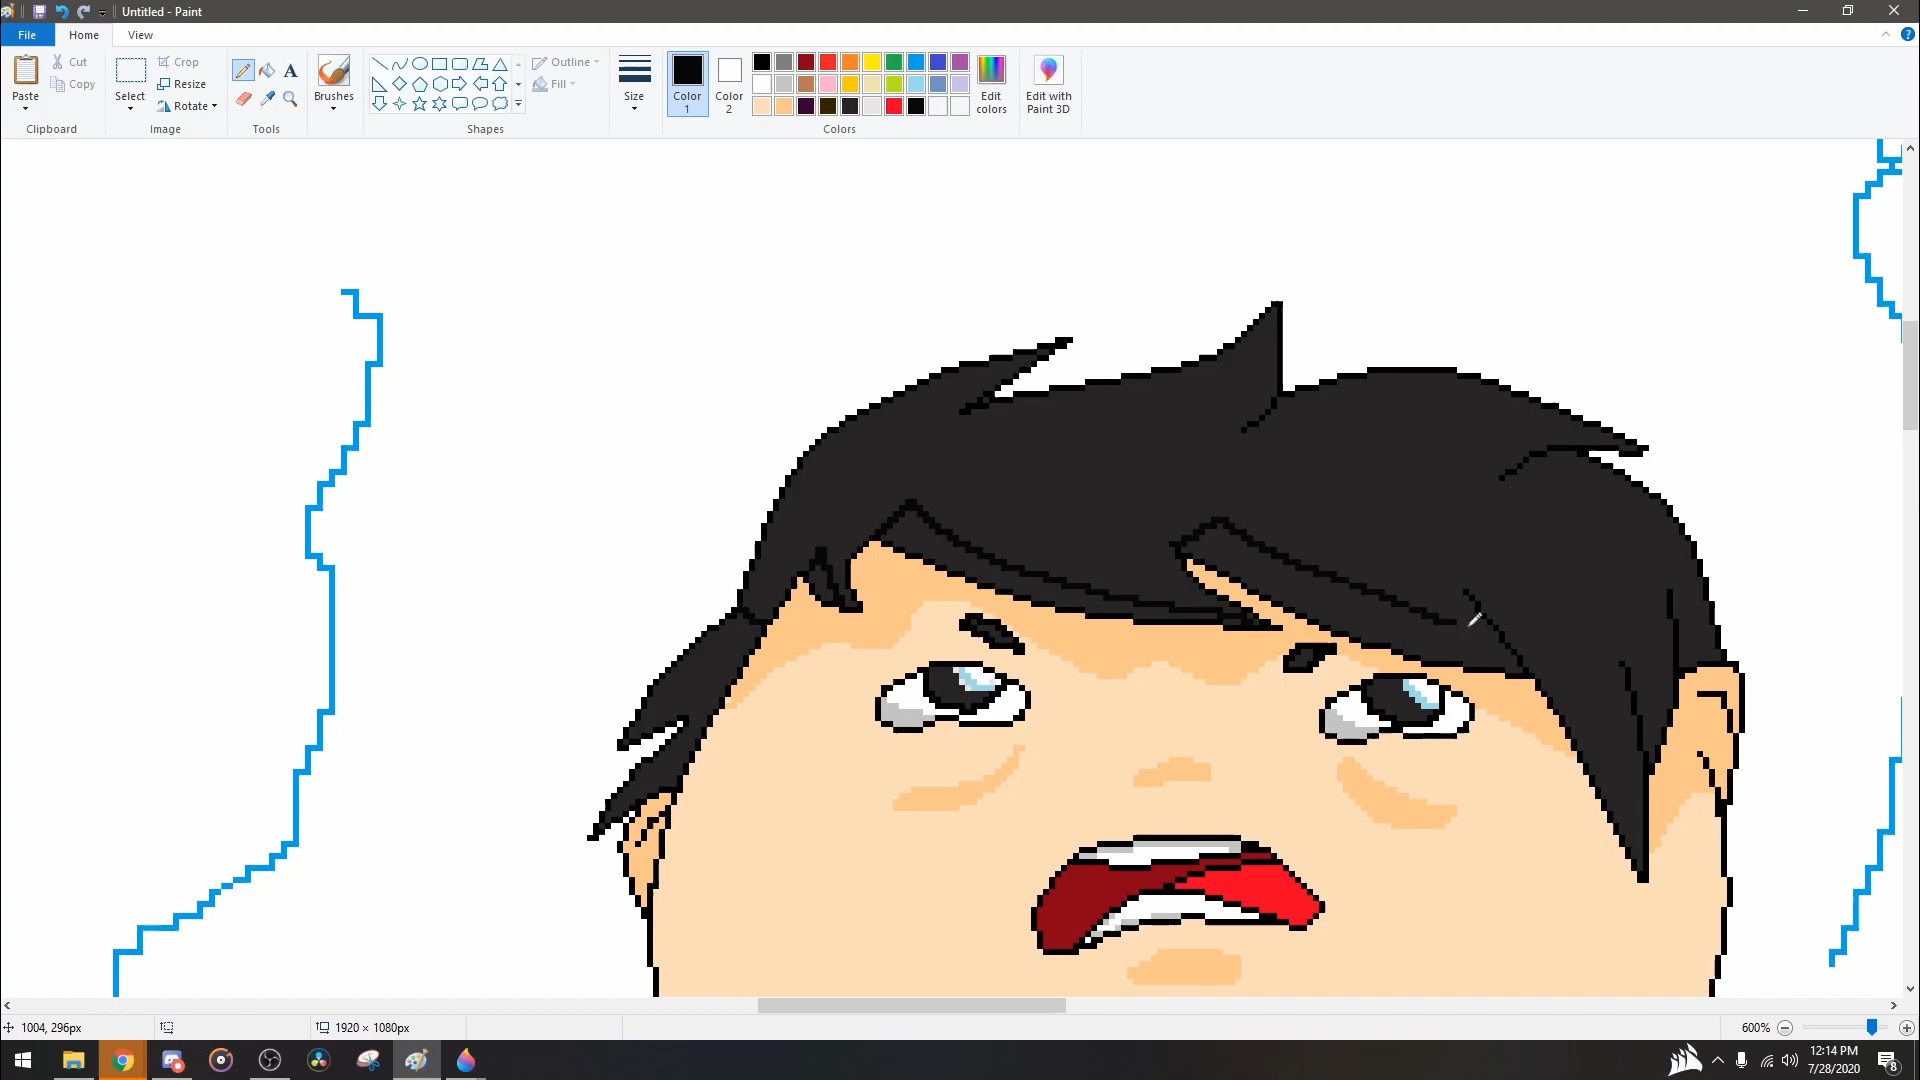 Untitled - Paint
File Home View
Paste
Cut
Copy
Clipboard
Select
Crop
Resize
Rotate
Image
A
Tools
Brushes
Outline
Fill
Shapes
Size
Color 1
Color 2
Edit colors
Colors
Edit with Paint 3D
1004, 296px
1920 × 1080px
600%
12:14 PM
7/28/2020
8